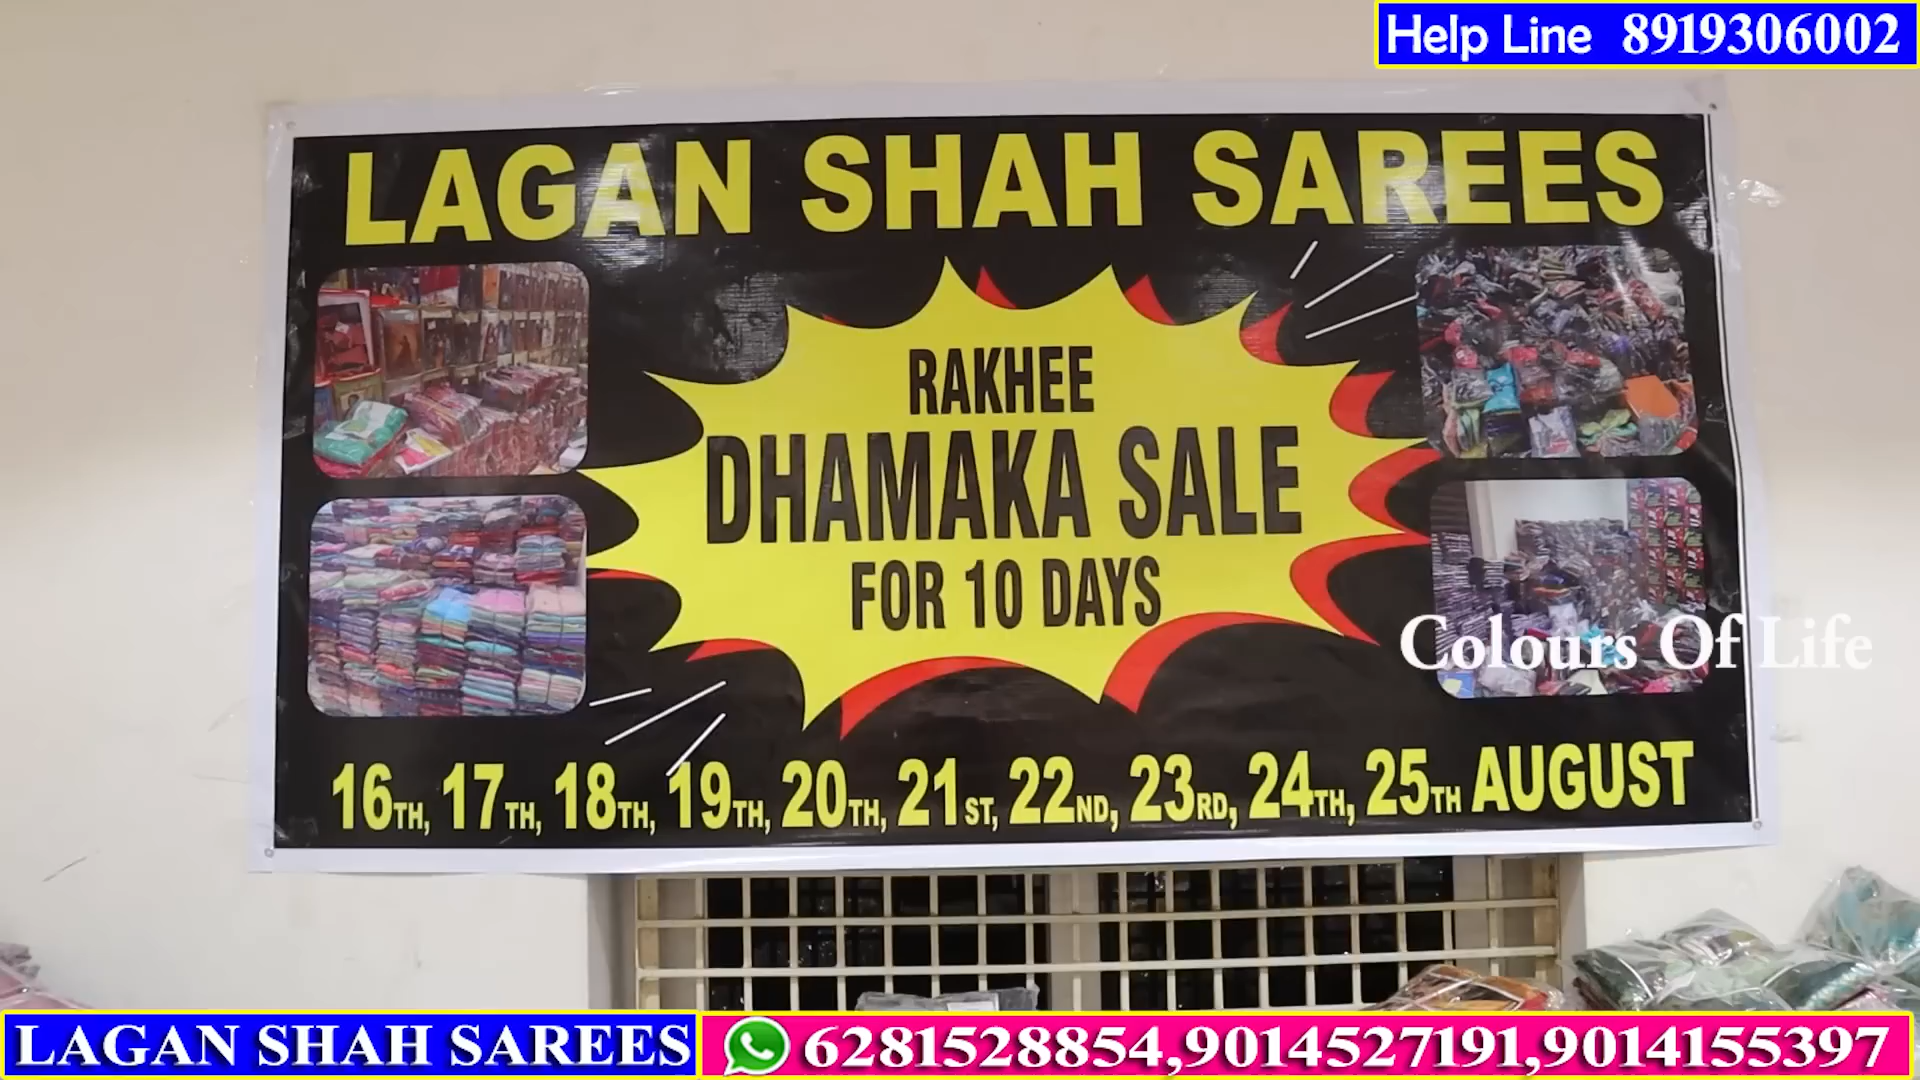 Help Line 8919306002
LAGAN SHAH SAREES
RAKHEE
DHAMAKA SALE
FOR 10 DAYS
Colours Of Life
16TH, 17TH, 18TH, 19TH, 20TH, 21ST, 22ND, 23RD, 24TH, 25TH AUGUST
LAGAN SHAH SAREES 6281528854,9014527191,9014155397